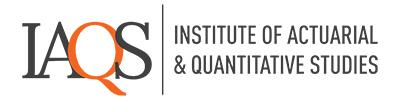 IAQS
INSTITUTE OF ACTUARIAL
& QUANTITATIVE STUDIES